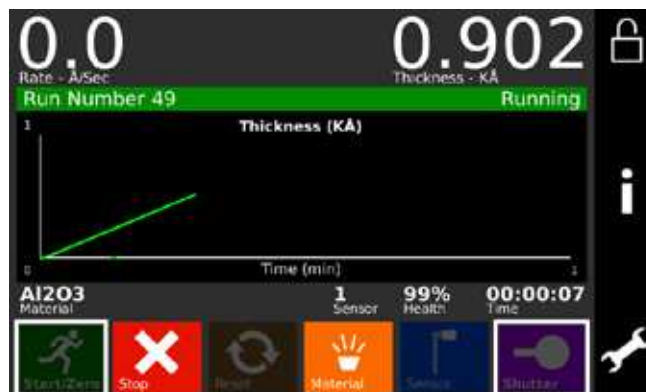 0.0 0.902
Rate - Å/Sec Thickness - KÅ
Run Number 49 Running
1 Thickness (KÅ)
0 Time (min) 1
Al2O3 1 99% 00:00:07
Material Sensor Health Time
Start/Zero Stop Reset Material Sensor Shutter